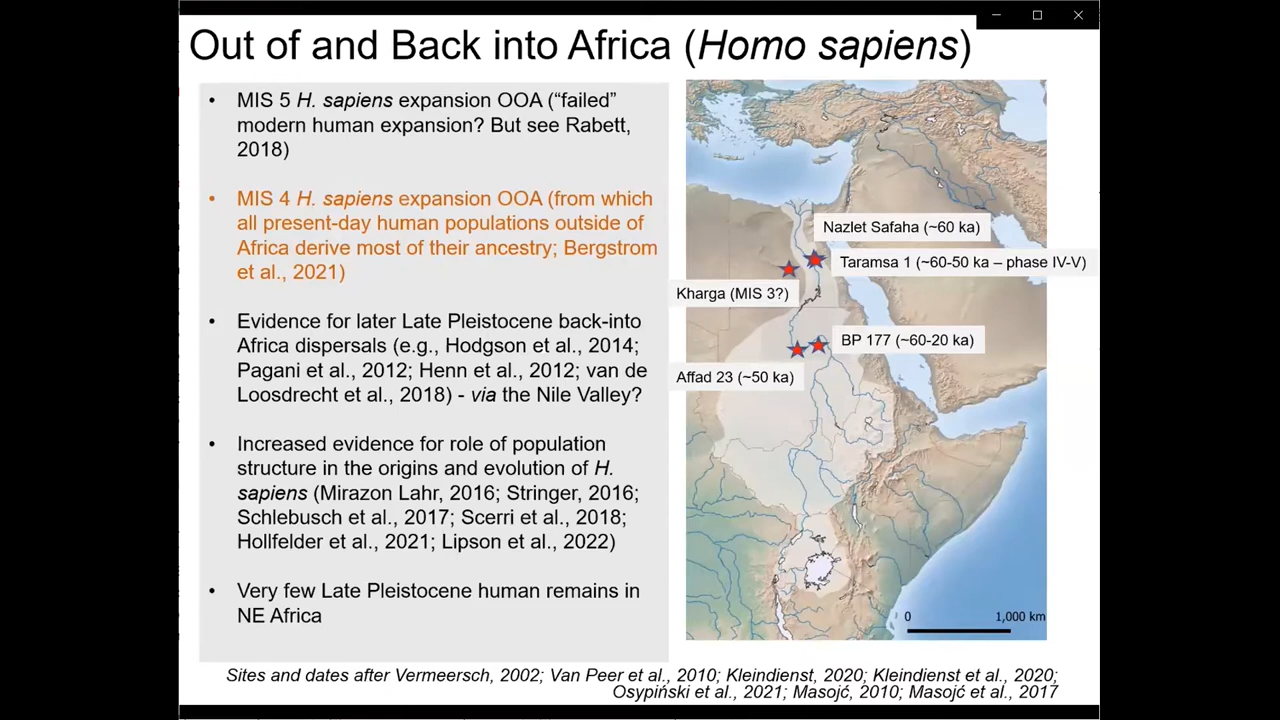 Out of and Back into Africa (Homo sapiens)
• MIS 5 H. sapiens expansion OOA (“failed”
modern human expansion? But see Rabett,
2018)
• MIS 4 H. sapiens expansion OOA (from which
all present-day human populations outside of
Africa derive most of their ancestry; Bergstrom
et al., 2021)
• Evidence for later Late Pleistocene back-into
Africa dispersals (e.g., Hodgson et al., 2014;
Pagani et al., 2012; Henn et al., 2012; van de
Loosdrecht et al., 2018) - via the Nile Valley?
• Increased evidence for role of population
structure in the origins and evolution of H.
sapiens (Mirazon Lahr, 2016; Stringer, 2016;
Schlebusch et al., 2017; Scerri et al., 2018;
Hollfelder et al., 2021; Lipson et al., 2022)
• Very few Late Pleistocene human remains in
NE Africa
Nazlet Safaha (~60 ka)
Taramsa 1 (~60-50 ka – phase IV-V)
Kharga (MIS 3?)
BP 177 (~60-20 ka)
Affad 23 (~50 ka)
0 1,000 km
Sites and dates after Vermeersch, 2002; Van Peer et al., 2010; Kleindienst, 2020; Kleindienst et al., 2020;
Osypiński et al., 2021; Masojć, 2010; Masojć et al., 2017